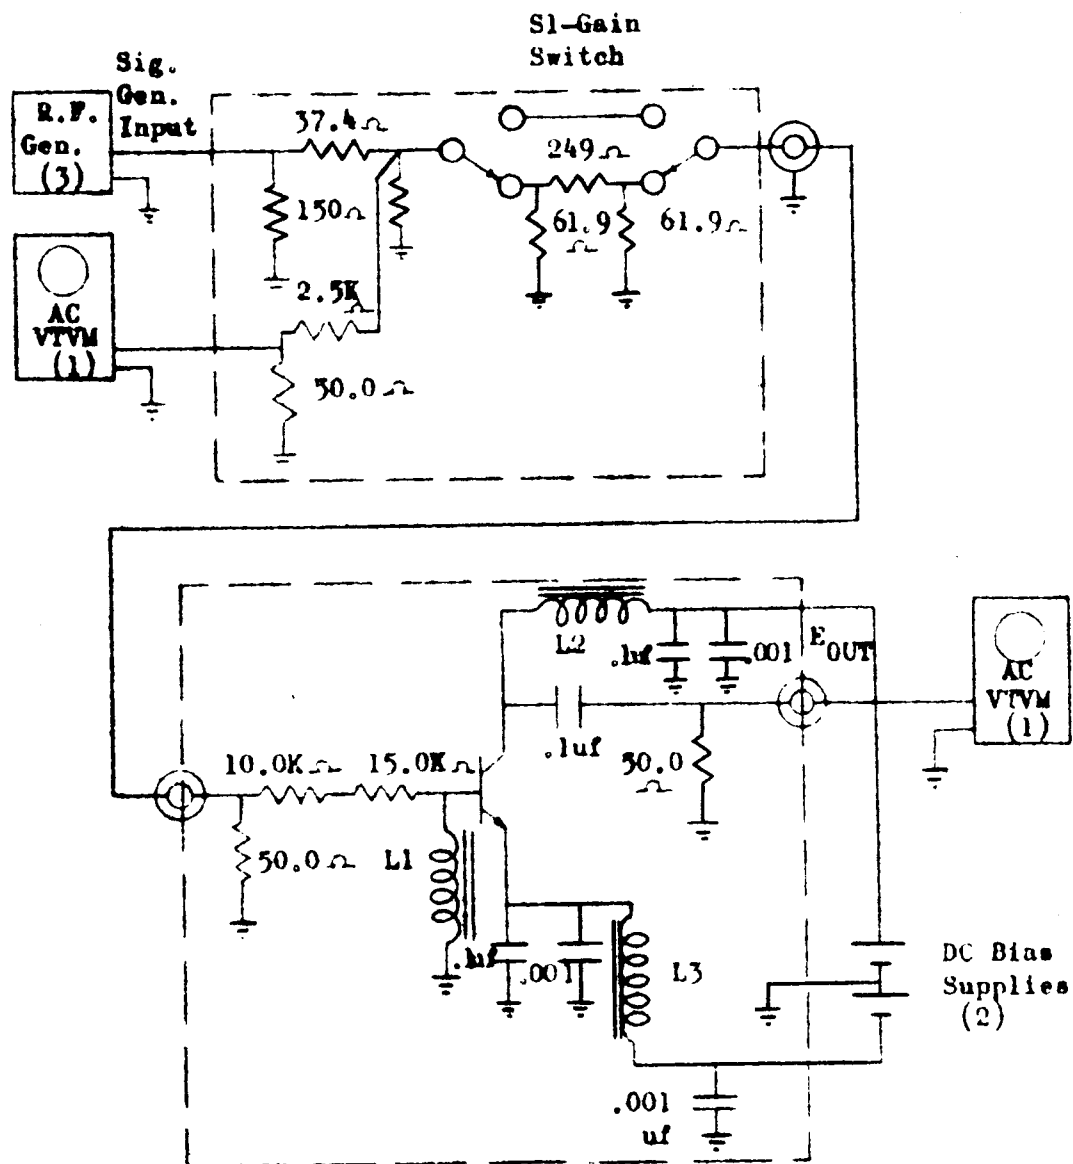 S1-Gain
Switch
Sig.
Gen.
Input
R.F.
Gen.
(3)
37.4Ω
249
Ω
150Ω
61.9
Ω
61.9Ω
2.5K
Ω
AC
VTVM
(1)
50.0Ω
L2
.1uf
.001
E
OUT
AC
VTVM
(1)
.1uf
50.0
Ω
10.0KΩ
15.0KΩ
50.0Ω
L1
.1uf
.001
L3
DC Bias
Supplies
(2)
.001
uf